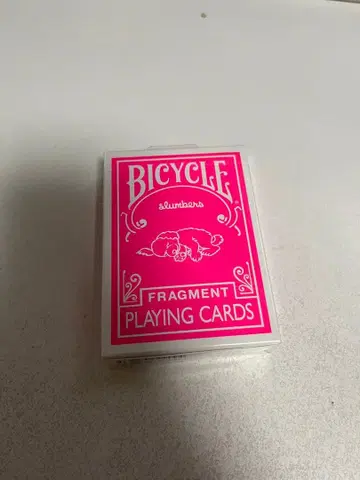 BICYCLE
slumbers
FRAGMENT
PLAYING CARDS